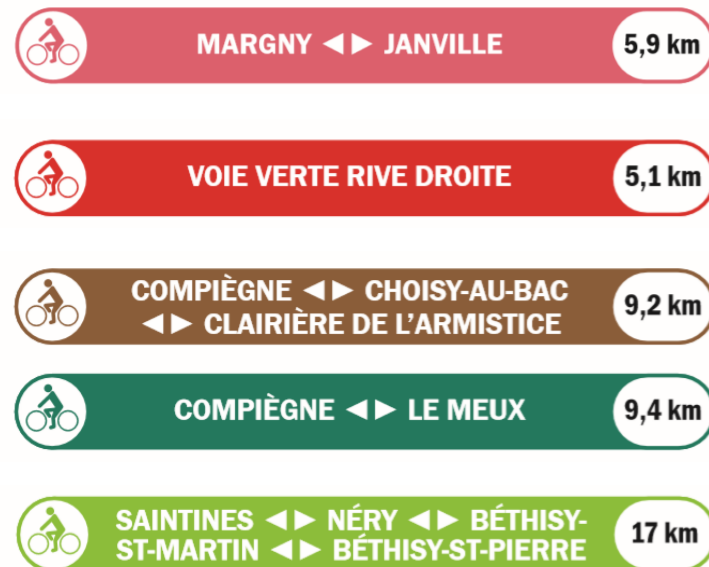 MARGNY ◄► JANVILLE 5,9 km
VOIE VERTE RIVE DROITE 5,1 km
COMPIÈGNE ◄► CHOISY-AU-BAC
◄► CLAIRIÈRE DE L’ARMISTICE 9,2 km
COMPIÈGNE ◄► LE MEUX 9,4 km
SAINTINES ◄► NÉRY ◄► BÉTHISY-
ST-MARTIN ◄► BÉTHISY-ST-PIERRE 17 km